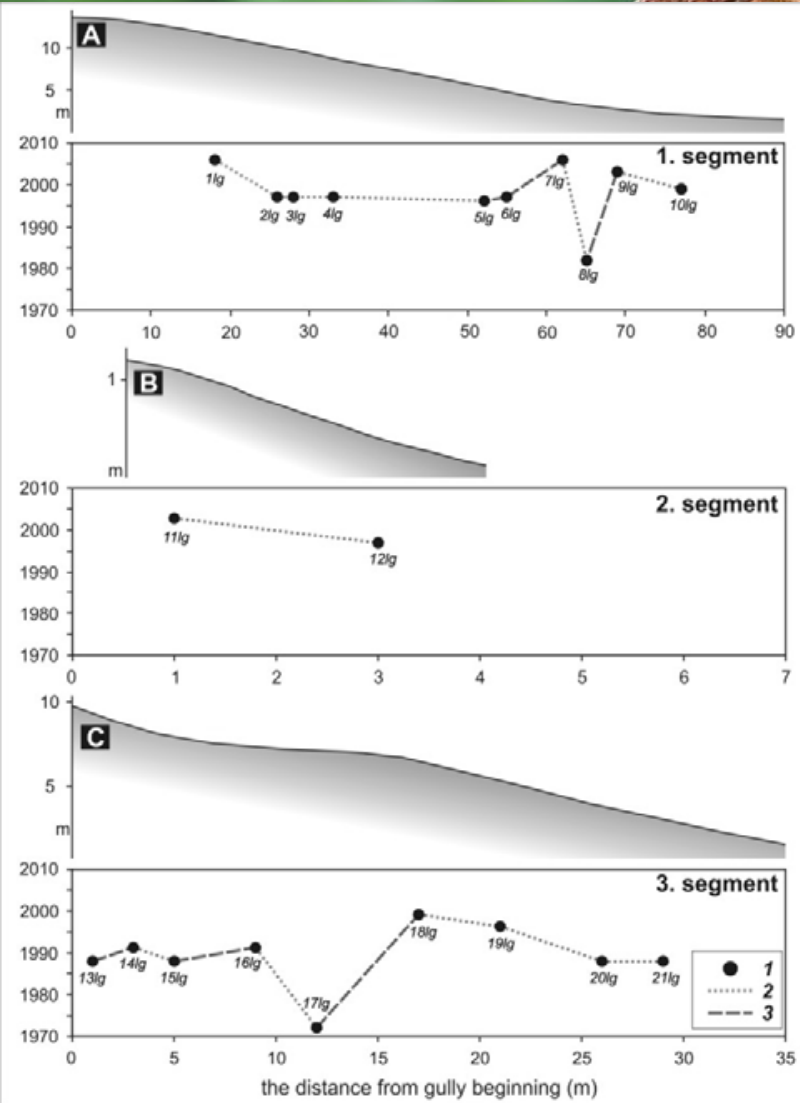 A
10
5
m
2010
2000
1990
1980
1970
1. segment
1lg
2lg
3lg
4lg
5lg
6lg
7lg
8lg
9lg
10lg
0 10 20 30 40 50 60 70 80 90
B
1
m
2010
2000
1990
1980
1970
2. segment
11lg
12lg
0 1 2 3 4 5 6 7
C
10
5
m
2010
2000
1990
1980
1970
3. segment
13lg
14lg
15lg
16lg
17lg
18lg
19lg
20lg
21lg
1
2
3
0 5 10 15 20 25 30 35
the distance from gully beginning (m)